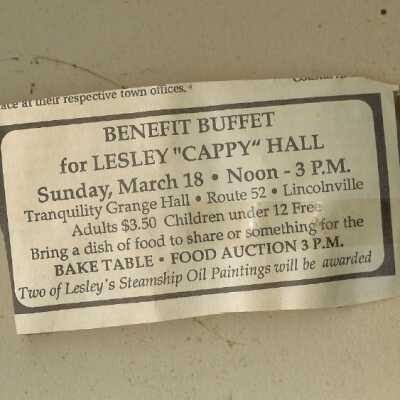 ace at their respective town offices.
BENEFIT BUFFET
for LESLEY "CAPPY" HALL
Sunday, March 18 • Noon - 3 P.M.
Tranquility Grange Hall • Route 52 • Lincolnville
Adults $3.50 Children under 12 Free
Bring a dish of food to share or something for the
BAKE TABLE • FOOD AUCTION 3 P.M.
Two of Lesley's Steamship Oil Paintings will be awarded